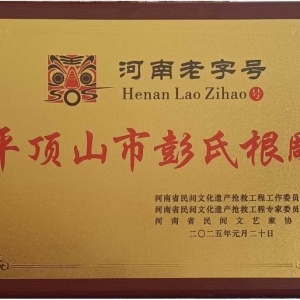 SOS
河南老字号
Henan Lao Zihao 号
平顶山市彭氏根雕
河南省民间文化遗产抢救工程工作委员
河南省民间文化遗产抢救工程专家委员
河南省民间文艺家协
二〇二五年元月二十日